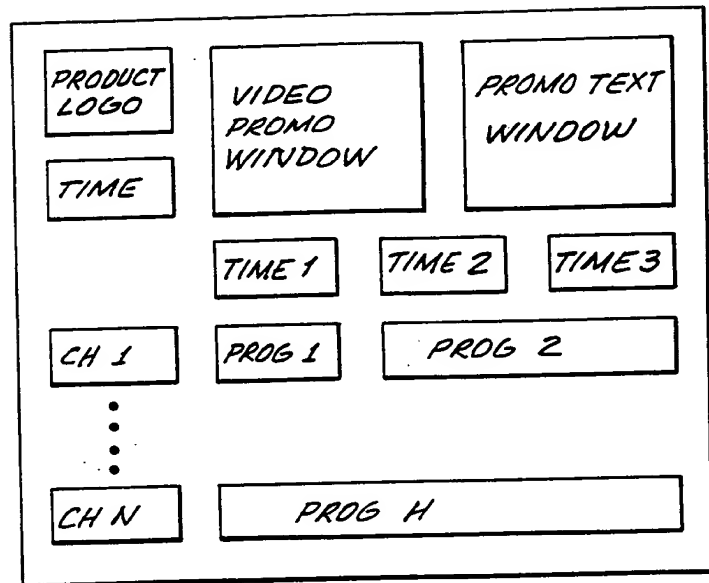 PRODUCT
LOGO
VIDEO
PROMO
WINDOW
PROMO TEXT
WINDOW
TIME
TIME 1
TIME 2
TIME 3
CH 1
PROG 1
PROG 2
CH N
PROG H